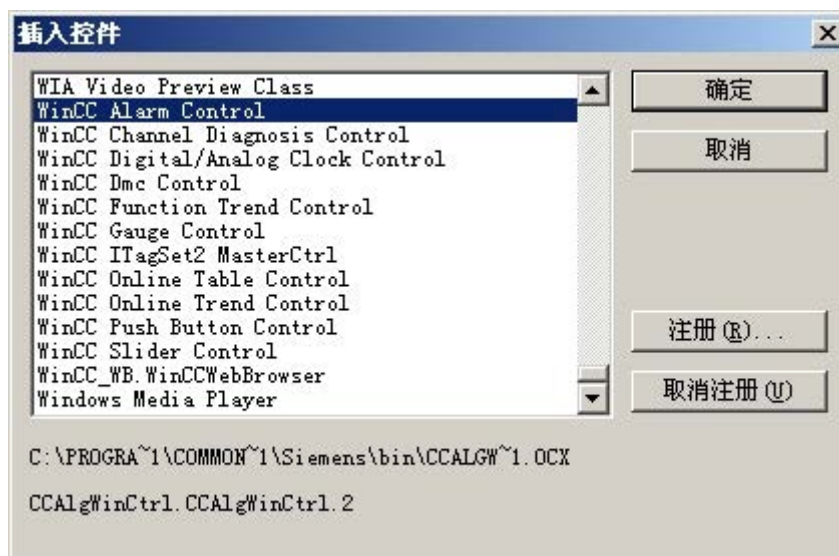 插入控件
WIA Video Preview Class
WinCC Alarm Control
WinCC Channel Diagnosis Control
WinCC Digital/Analog Clock Control
WinCC Dmc Control
WinCC Function Trend Control
WinCC Gauge Control
WinCC ITagSet2 MasterCtrl
WinCC Online Table Control
WinCC Online Trend Control
WinCC Push Button Control
WinCC Slider Control
WinCC_WB.WinCCWebBrowser
Windows Media Player
确定
取消
注册(R)...
取消注册(U)
C:\PROGRA~1\COMMON~1\Siemens\bin\CCALGW~1.OCX
CCAlgWinCtrl.CCAlgWinCtrl.2